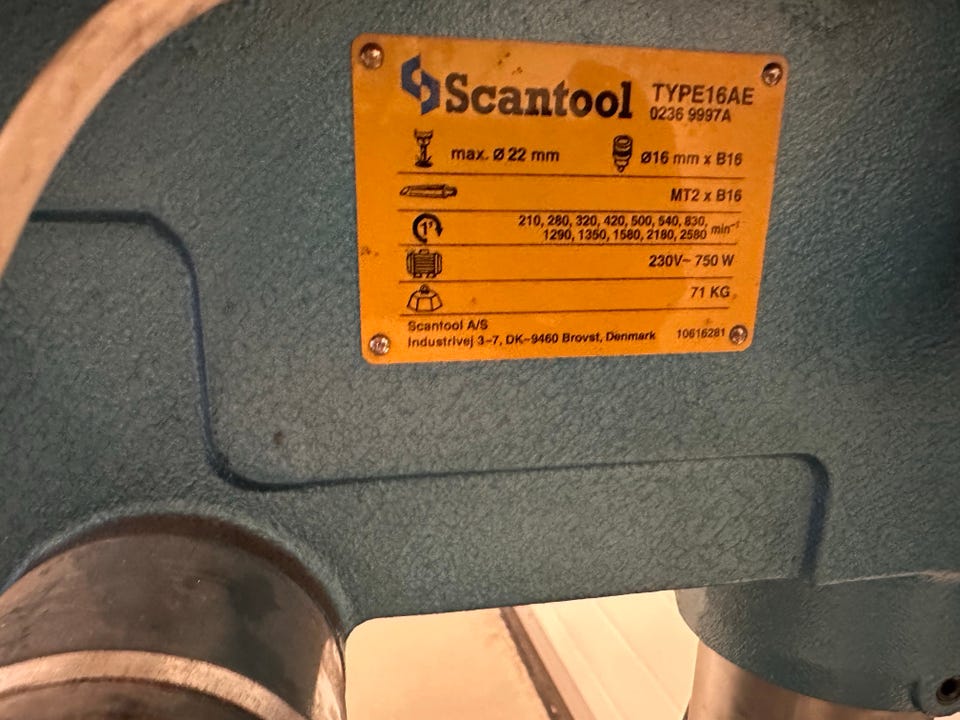 Scantool TYPE16AE
0236 9997A
max. Ø 22 mm Ø16 mm x B16
MT2 x B16
1'
210, 280, 320, 420, 500, 540, 830,
1290, 1350, 1580, 2180, 2580 min⁻¹
230V~ 750 W
71 KG
Scantool A/S
Industrivej 3-7, DK-9460 Brovst, Denmark 10616281